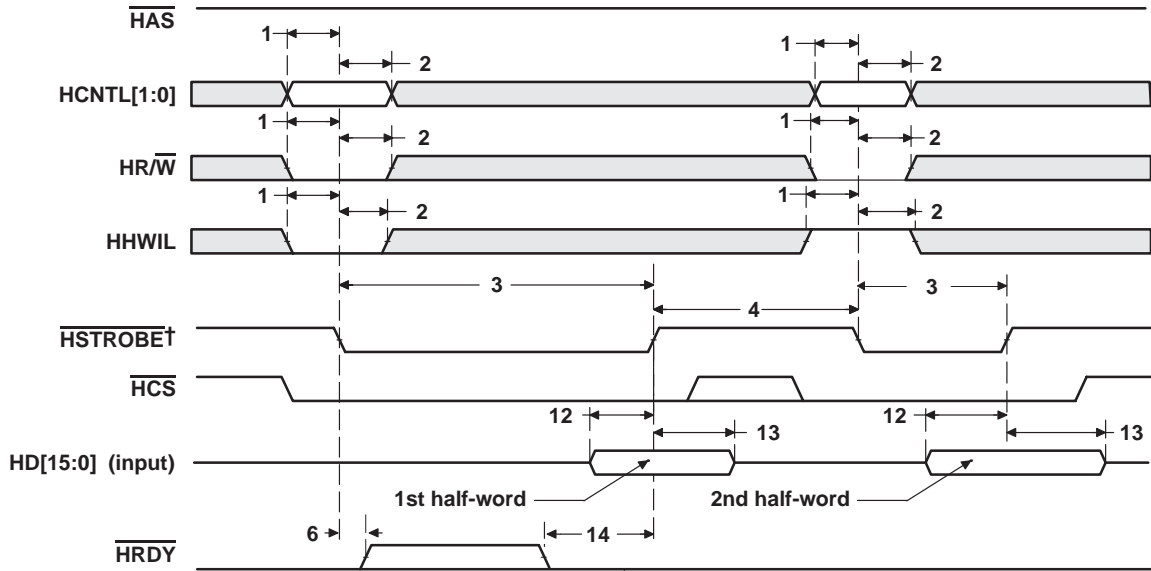 HAS
1
2
1
2
HCNTL[1:0]
1
2
1
2
HR/W
1
2
1
2
HHWIL
3
3
4
HSTROBE†
HCS
12
13
12
13
HD[15:0] (input)
1st half-word
2nd half-word
6
14
HRDY